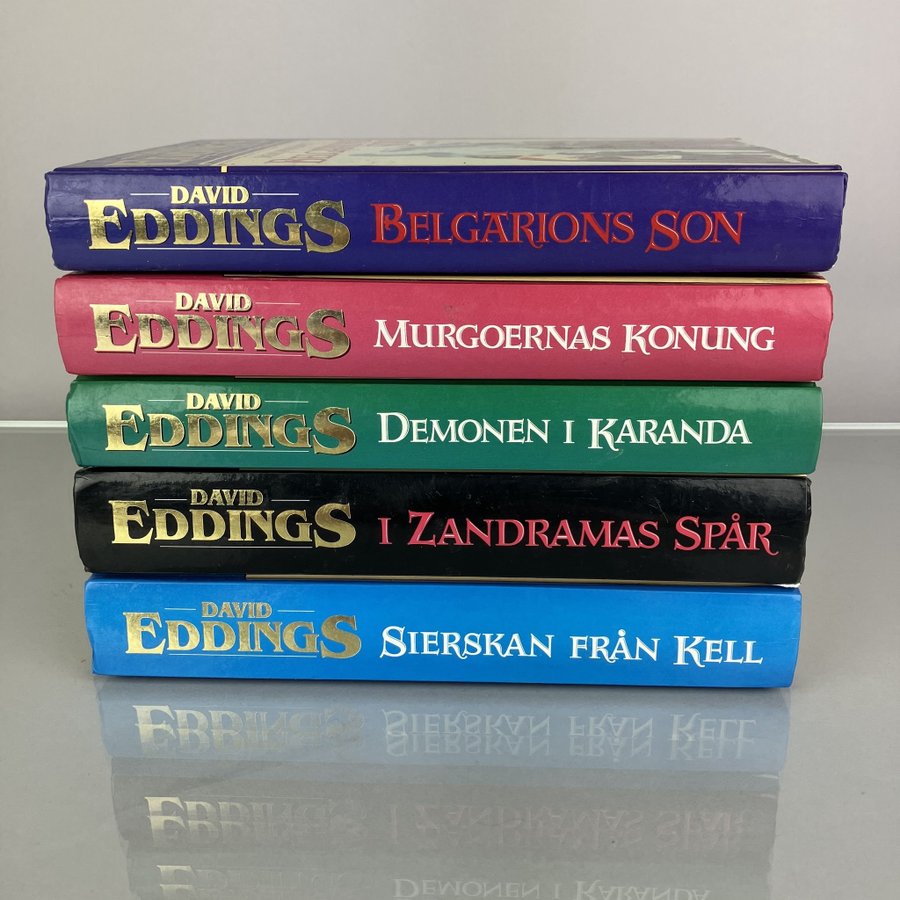 DAVID
EDDINGS BELGARIONS SON
DAVID
EDDINGS MURGOERNAS KONUNG
DAVID
EDDINGS DEMONEN I KARANDA
DAVID
EDDINGS I ZANDRAMAS SPÅR
DAVID
EDDINGS SIERSKAN FRÅN KELL